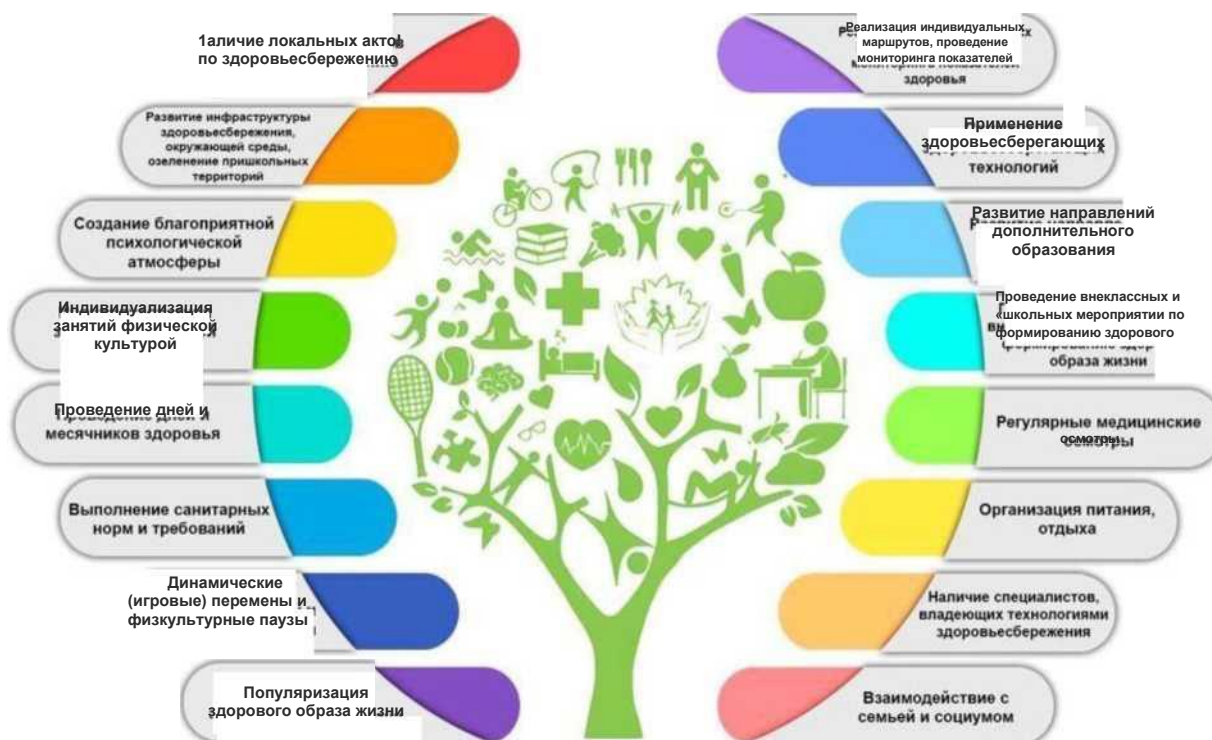 1аличие локальных акто
по здоровьесбережению
Развитие инфраструктуры
здоровьесбережения,
окружающей среды,
озеленение пришкольных
территорий
Создание благоприятной
психологической
атмосферы
Индивидуализация
занятий физической
культурой
Проведение дней и
месячников здоровья
Выполнение санитарных
норм и требований
Динамические
(игровые) перемены и
физкультурные паузы
Популяризация
здорового образа жизни
Реализация индивидуальных
маршрутов, проведение
мониторинга показателей
здоровья
Применение
здоровьесберегающих
технологий
Развитие направлений
дополнительного
образования
Проведение внеклассных и
«школьных мероприятии по
формированию здорового
образа жизни
Регулярные медицинские
осмотры
Организация питания,
отдыха
Наличие специалистов,
владеющих технологиями
здоровьесбережения
Взаимодействие с
семьей и социумом